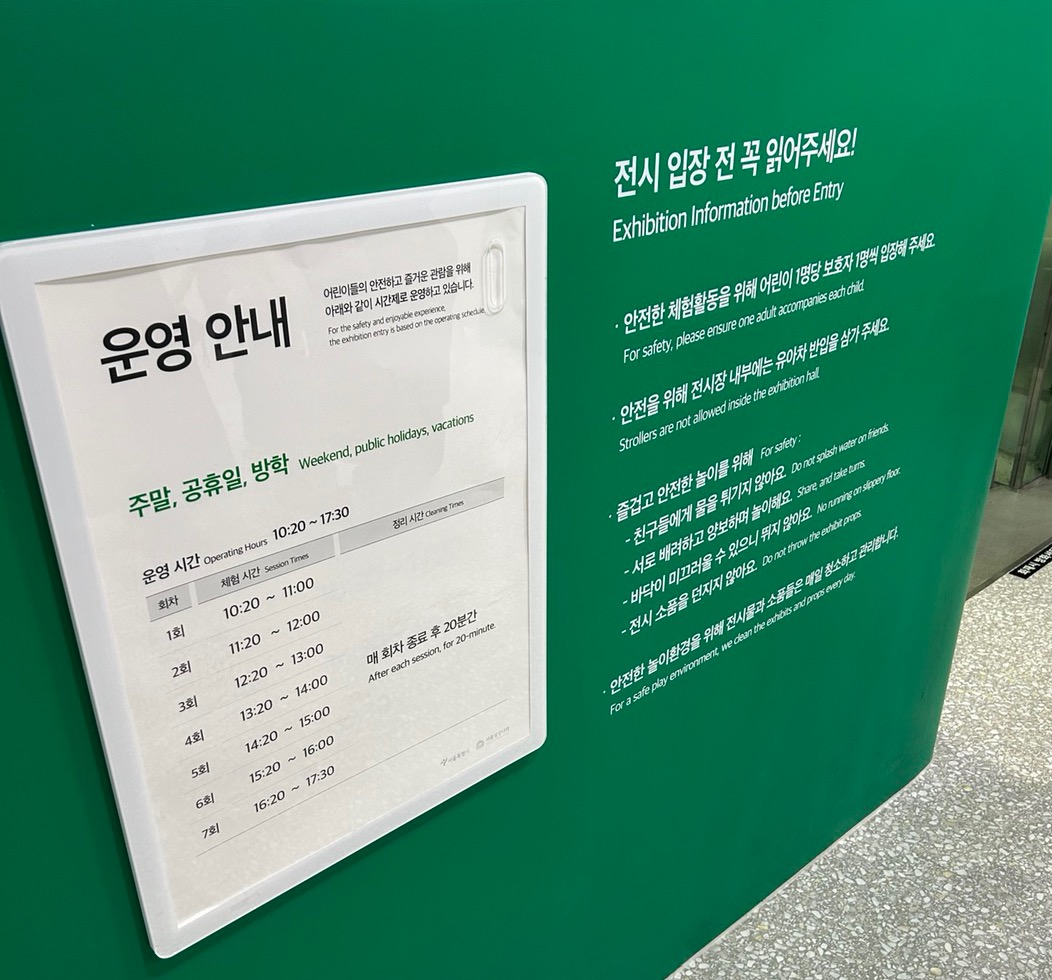 운영 안내
어린이들의 안전하고 즐거운 관람을 위해
아래와 같이 시간제로 운영하고 있습니다.
For the safety and enjoyable experience,
the exhibition entry is based on the operating schedule.
주말, 공휴일, 방학 Weekend, public holidays, vacations
운영 시간 Operating Hours 10:20 ~ 17:30
회차 체험 시간 Session Times 정리 시간 Cleaning Times
1회 10:20 ~ 11:00
2회 11:20 ~ 12:00
3회 12:20 ~ 13:00
4회 13:20 ~ 14:00
5회 14:20 ~ 15:00
6회 15:20 ~ 16:00
7회 16:20 ~ 17:30
매 회차 종료 후 20분간
After each session, for 20-minute.
서울특별시
전시 입장 전 꼭 읽어주세요!
Exhibition Information before Entry
· 안전한 체험활동을 위해 어린이 1명당 보호자 1명씩 입장해 주세요.
For safety, please ensure one adult accompanies each child.
· 안전을 위해 전시장 내부에는 유아차 반입을 삼가 주세요.
Strollers are not allowed inside the exhibition hall.
· 즐겁고 안전한 놀이를 위해 For safety :
- 친구들에게 물을 튀기지 않아요. Do not splash water on friends.
- 서로 배려하고 양보하며 놀이해요. Share, and take turns.
- 바닥이 미끄러울 수 있으니 뛰지 않아요. No running on slippery floor.
- 전시 소품을 던지지 않아요. Do not throw the exhibit props.
· 안전한 놀이환경을 위해 전시물과 소품들은 매일 청소하고 관리합니다.
For a safe play environment, we clean the exhibits and props every day.